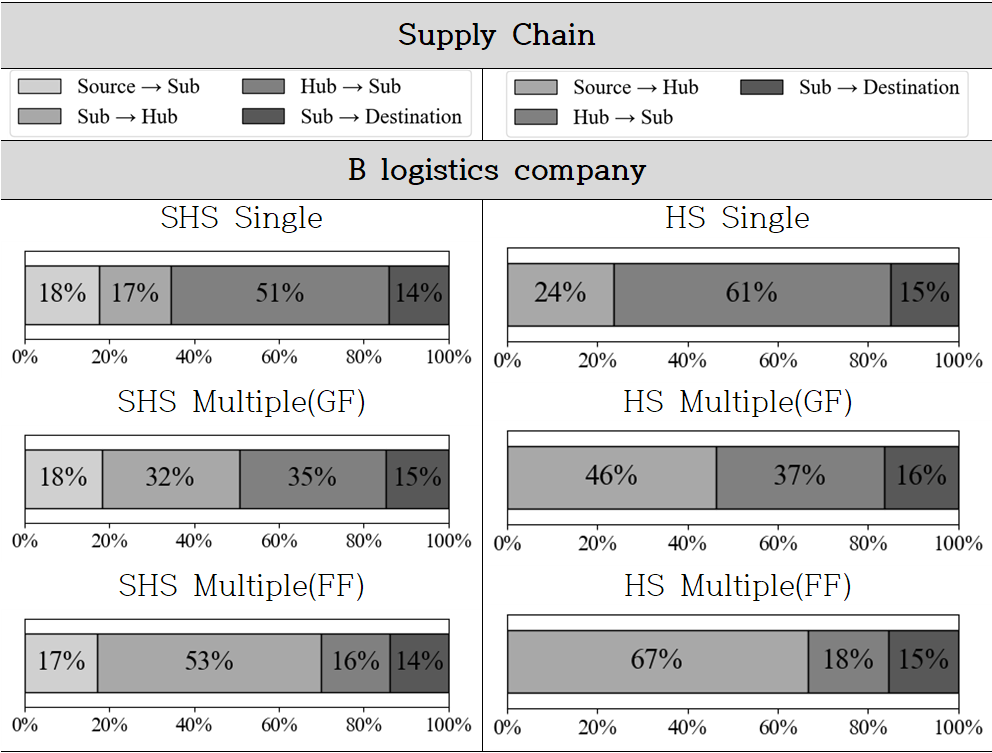 Supply Chain
Source → Sub
Hub → Sub
Sub → Hub
Sub → Destination
Source → Hub
Sub → Destination
Hub → Sub
B logistics company
SHS Single
18% 17% 51% 14%
0% 20% 40% 60% 80% 100%
HS Single
24% 61% 15%
0% 20% 40% 60% 80% 100%
SHS Multiple(GF)
18% 32% 35% 15%
0% 20% 40% 60% 80% 100%
HS Multiple(GF)
46% 37% 16%
0% 20% 40% 60% 80% 100%
SHS Multiple(FF)
17% 53% 16% 14%
0% 20% 40% 60% 80% 100%
HS Multiple(FF)
67% 18% 15%
0% 20% 40% 60% 80% 100%